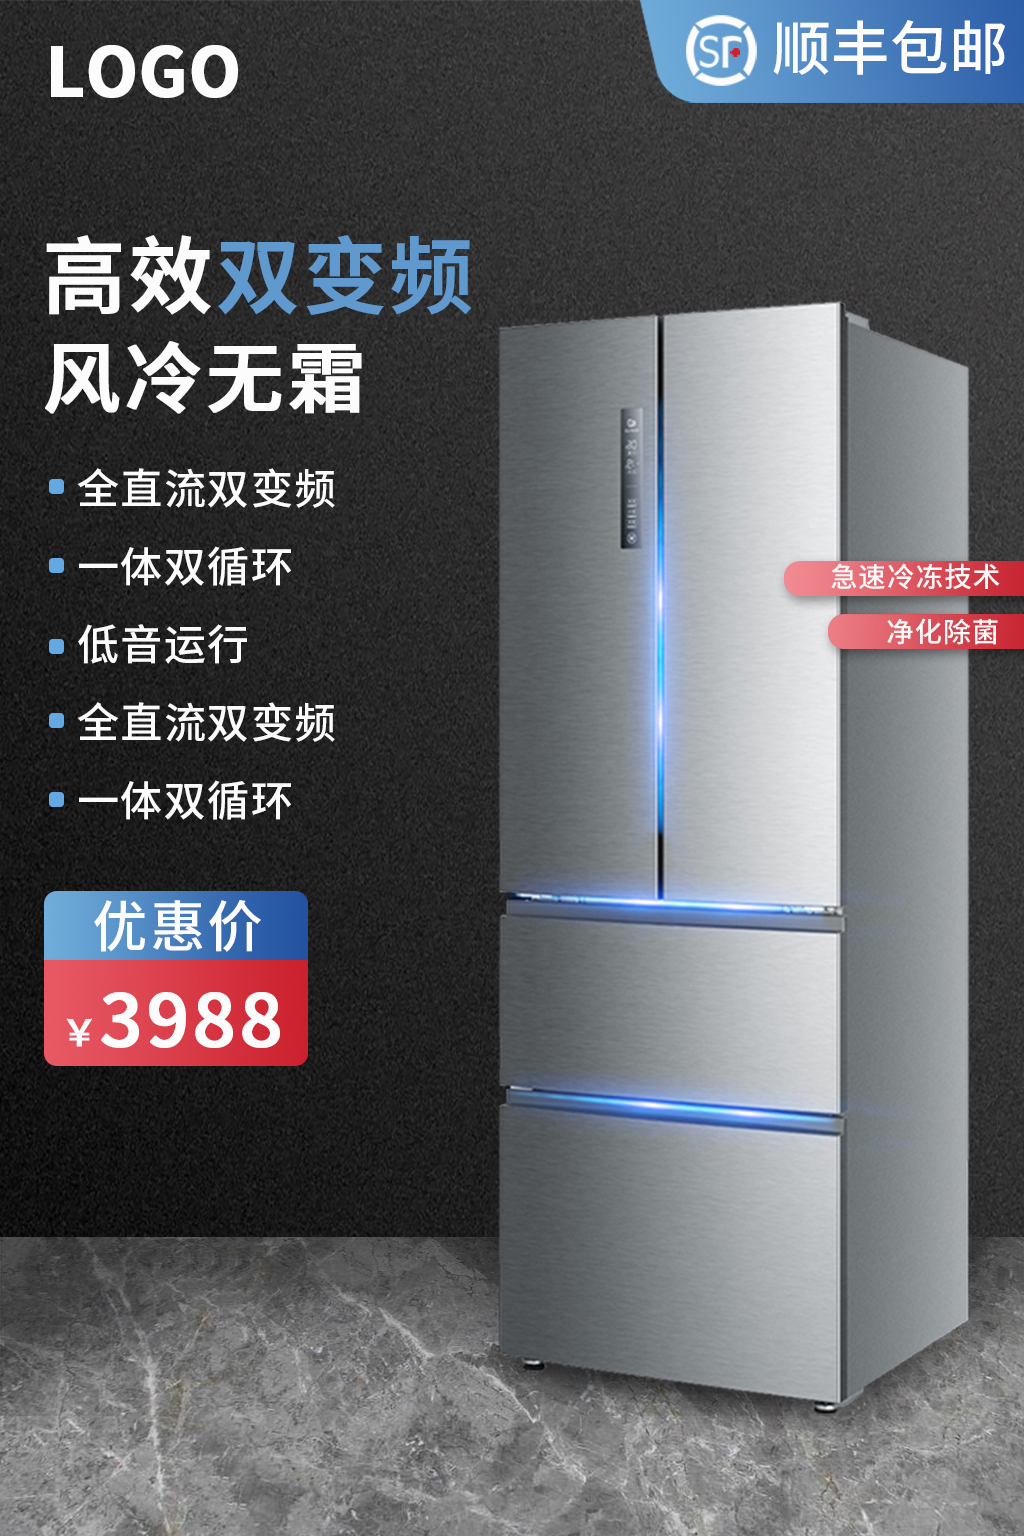 LOGO
SF 顺丰包邮
高效双变频
风冷无霜
全直流双变频
一体双循环
低音运行
全直流双变频
一体双循环
急速冷冻技术
净化除菌
优惠价
¥3988